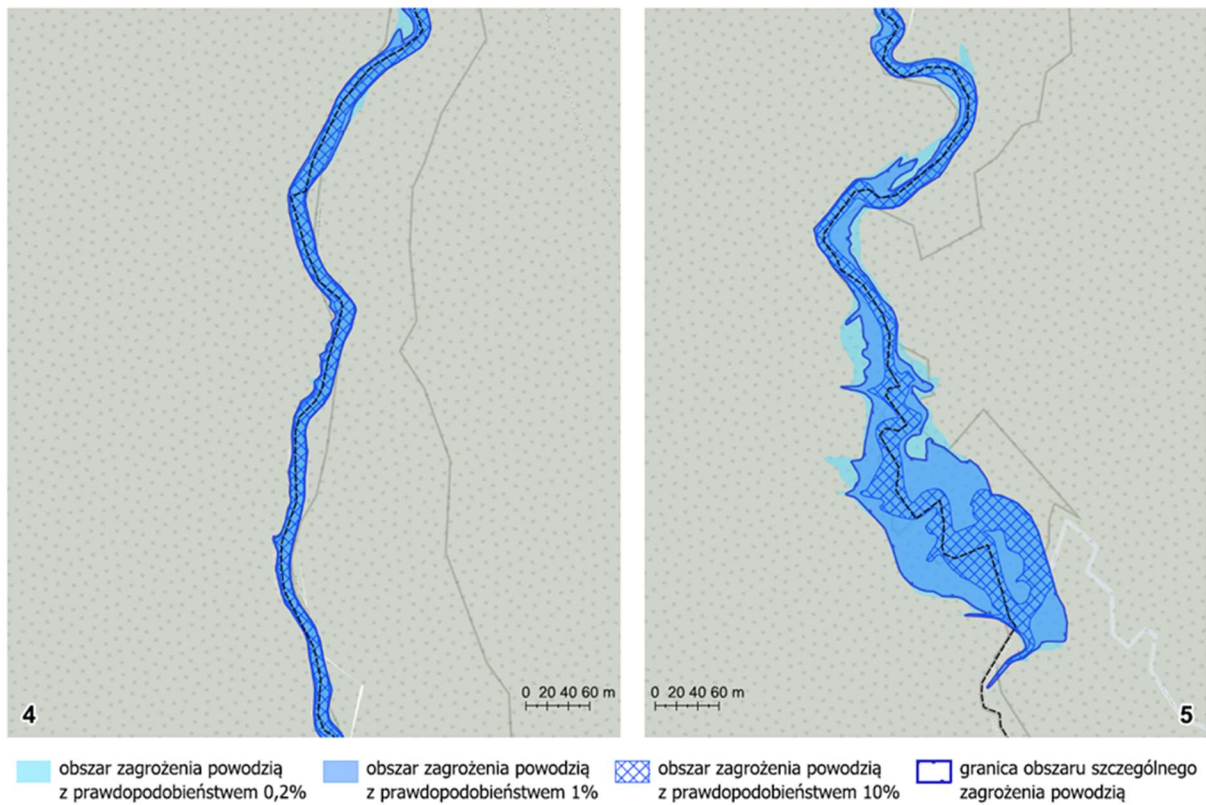 4
0 20 40 60 m
0 20 40 60 m
5
obszar zagrożenia powodzią
z prawdopodobieństwem 0,2%
obszar zagrożenia powodzią
z prawdopodobieństwem 1%
obszar zagrożenia powodzią
z prawdopodobieństwem 10%
granica obszaru szczególnego
zagrożenia powodzią